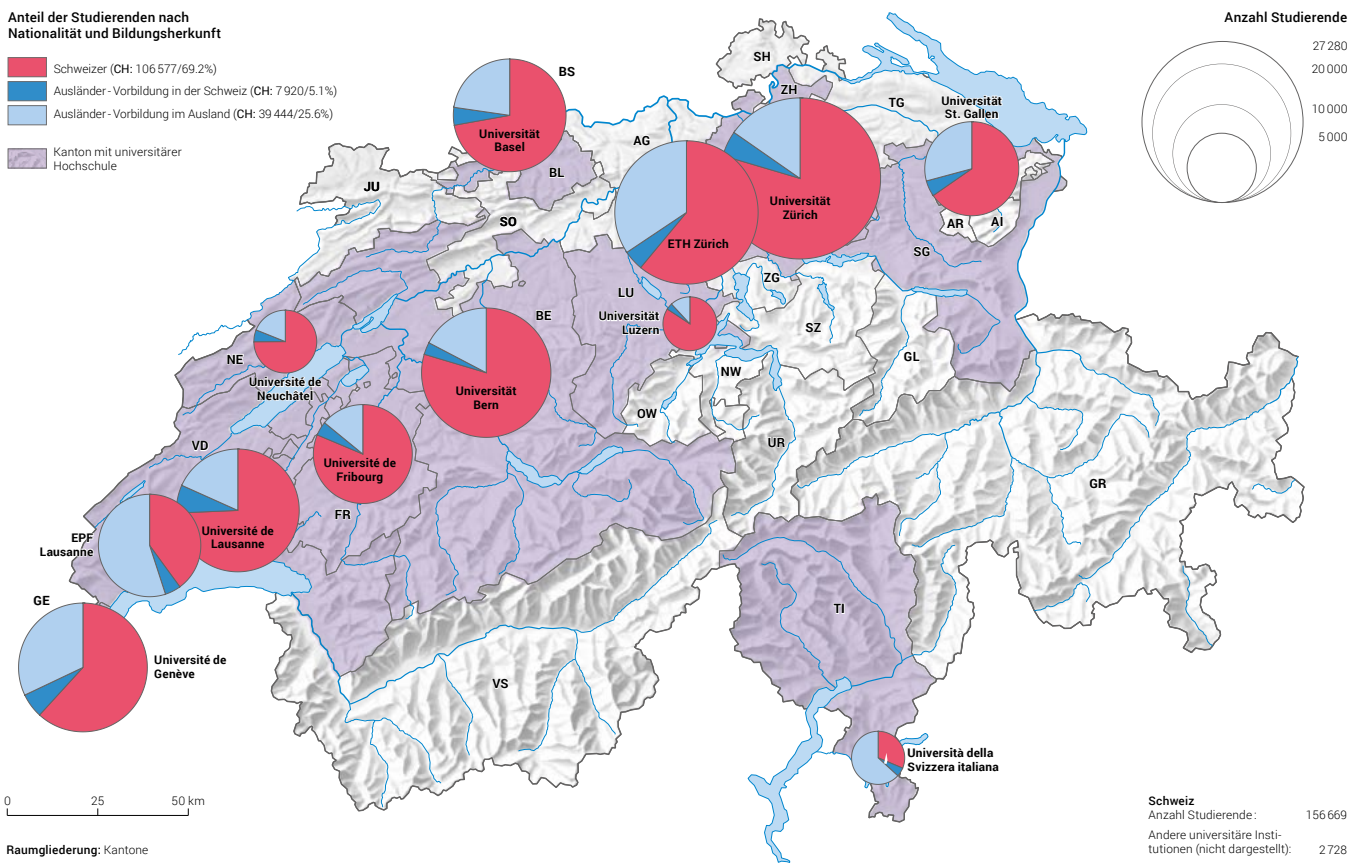 Anteil der Studierenden nach
Nationalität und Bildungsherkunft
Schweizer (CH: 106 577/69.2%)
Ausländer - Vorbildung in der Schweiz (CH: 7 920/5.1%)
Ausländer - Vorbildung im Ausland (CH: 39 444/25.6%)
Kanton mit universitärer
Hochschule
Anzahl Studierende
27 280
20 000
10 000
5 000
SH
BS
ZH
TG
Universität
St. Gallen
Universität
Basel
AG
BL
JU
Universität
Zürich
SO
AR
AI
ETH Zürich
SG
ZG
LU
BE
Universität
Luzern
SZ
NE
GL
Université de
Neuchâtel
NW
Universität
Bern
OW
UR
VD
Université de
Fribourg
GR
FR
Université de
Lausanne
EPF
Lausanne
GE
TI
Université de
Genève
VS
Università della
Svizzera italiana
0
25
50 km
Raumgliederung: Kantone
Schweiz
Anzahl Studierende: 156 669
Andere universitäre Insti-
tutionen (nicht dargestellt): 2 728